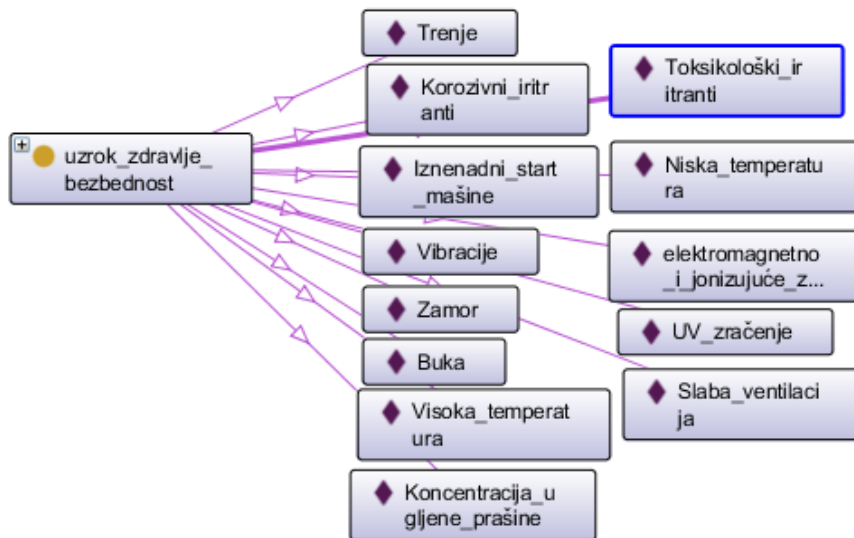 Trenje
Korozivni_iritr
anti
Toksikološki_ir
itranti
uzrok_zdravlje_
bezbednost
Iznenadni_start
_mašine
Niska_temperatu
ra
Vibracije
elektromagnetno
_i_jonizujuće_z...
Zamor
UV_zračenje
Buka
Slaba_ventilaci
ja
Visoka_temperat
ura
Koncentracija_u
gljene_prašine